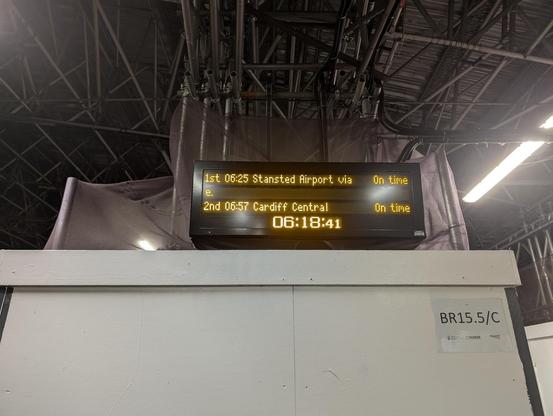 1st 06:25 Stansted Airport via On time
e.
2nd 06:57 Cardiff Central On time
06:18:41
BR15.5/C